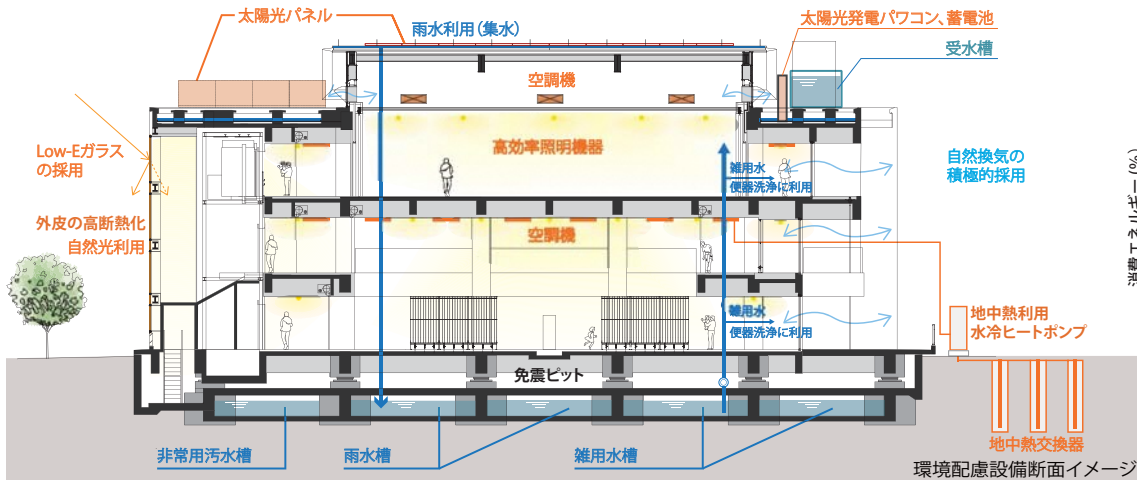 太陽光パネル
雨水利用（集水）
太陽光発電パワコン、蓄電池
受水槽
空調機
高効率照明機器
Low-Eガラス
の採用
雑用水
便器洗浄に利用
自然換気の
積極的採用
消費エネルギー(%)
外皮の高断熱化
自然光利用
空調機
雑用水
便器洗浄に利用
地中熱利用
水冷ヒートポンプ
免震ピット
非常用汚水槽
雨水槽
雑用水槽
地中熱交換器
環境配慮設備断面イメージ